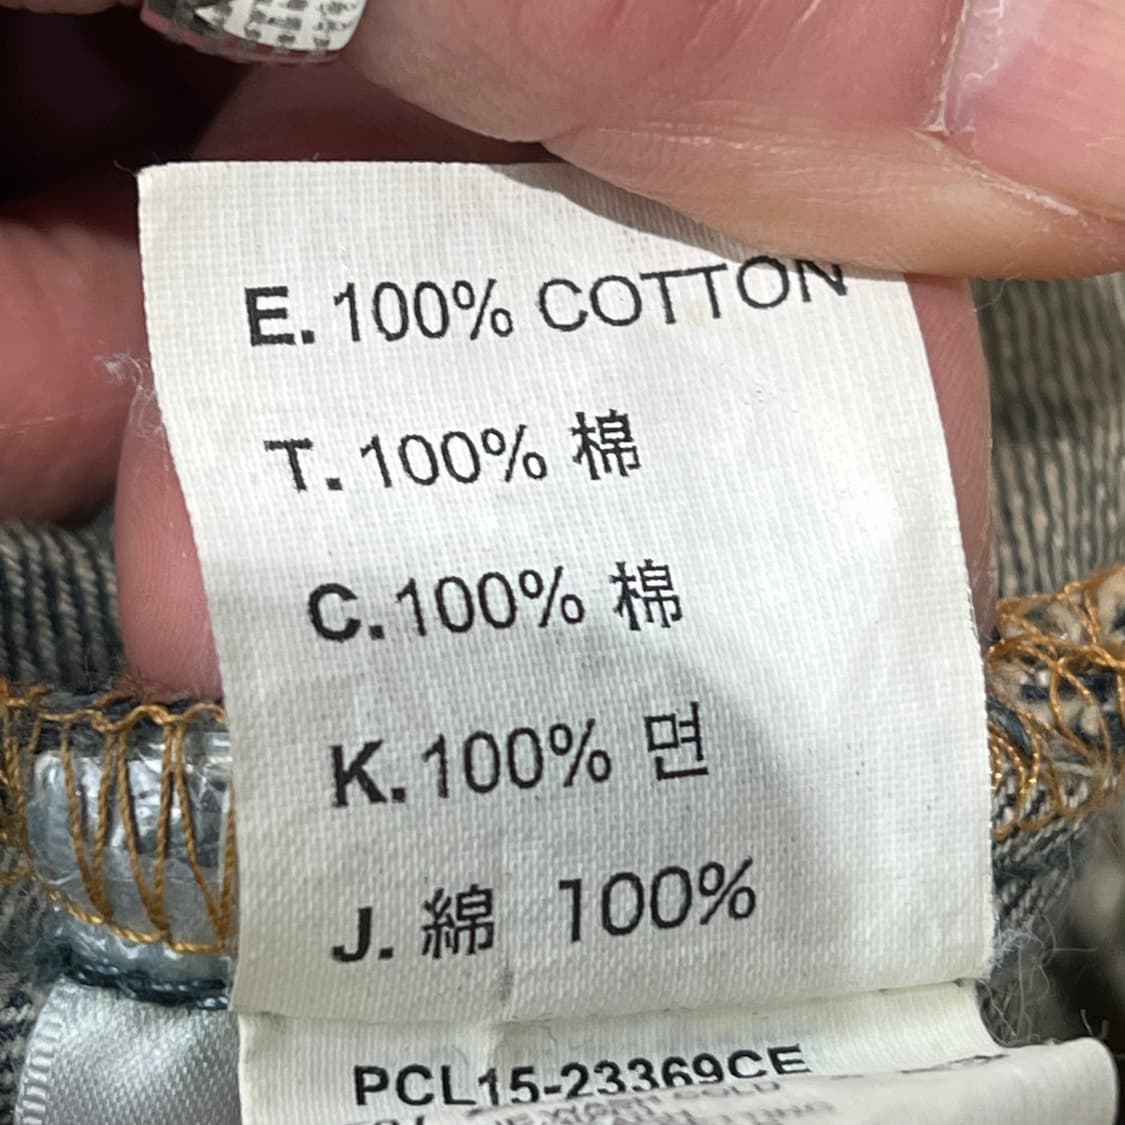 E. 100% COTTON
T. 100% 棉
C. 100% 棉
K. 100% 면
J. 綿 100%
PCL15-23369CE